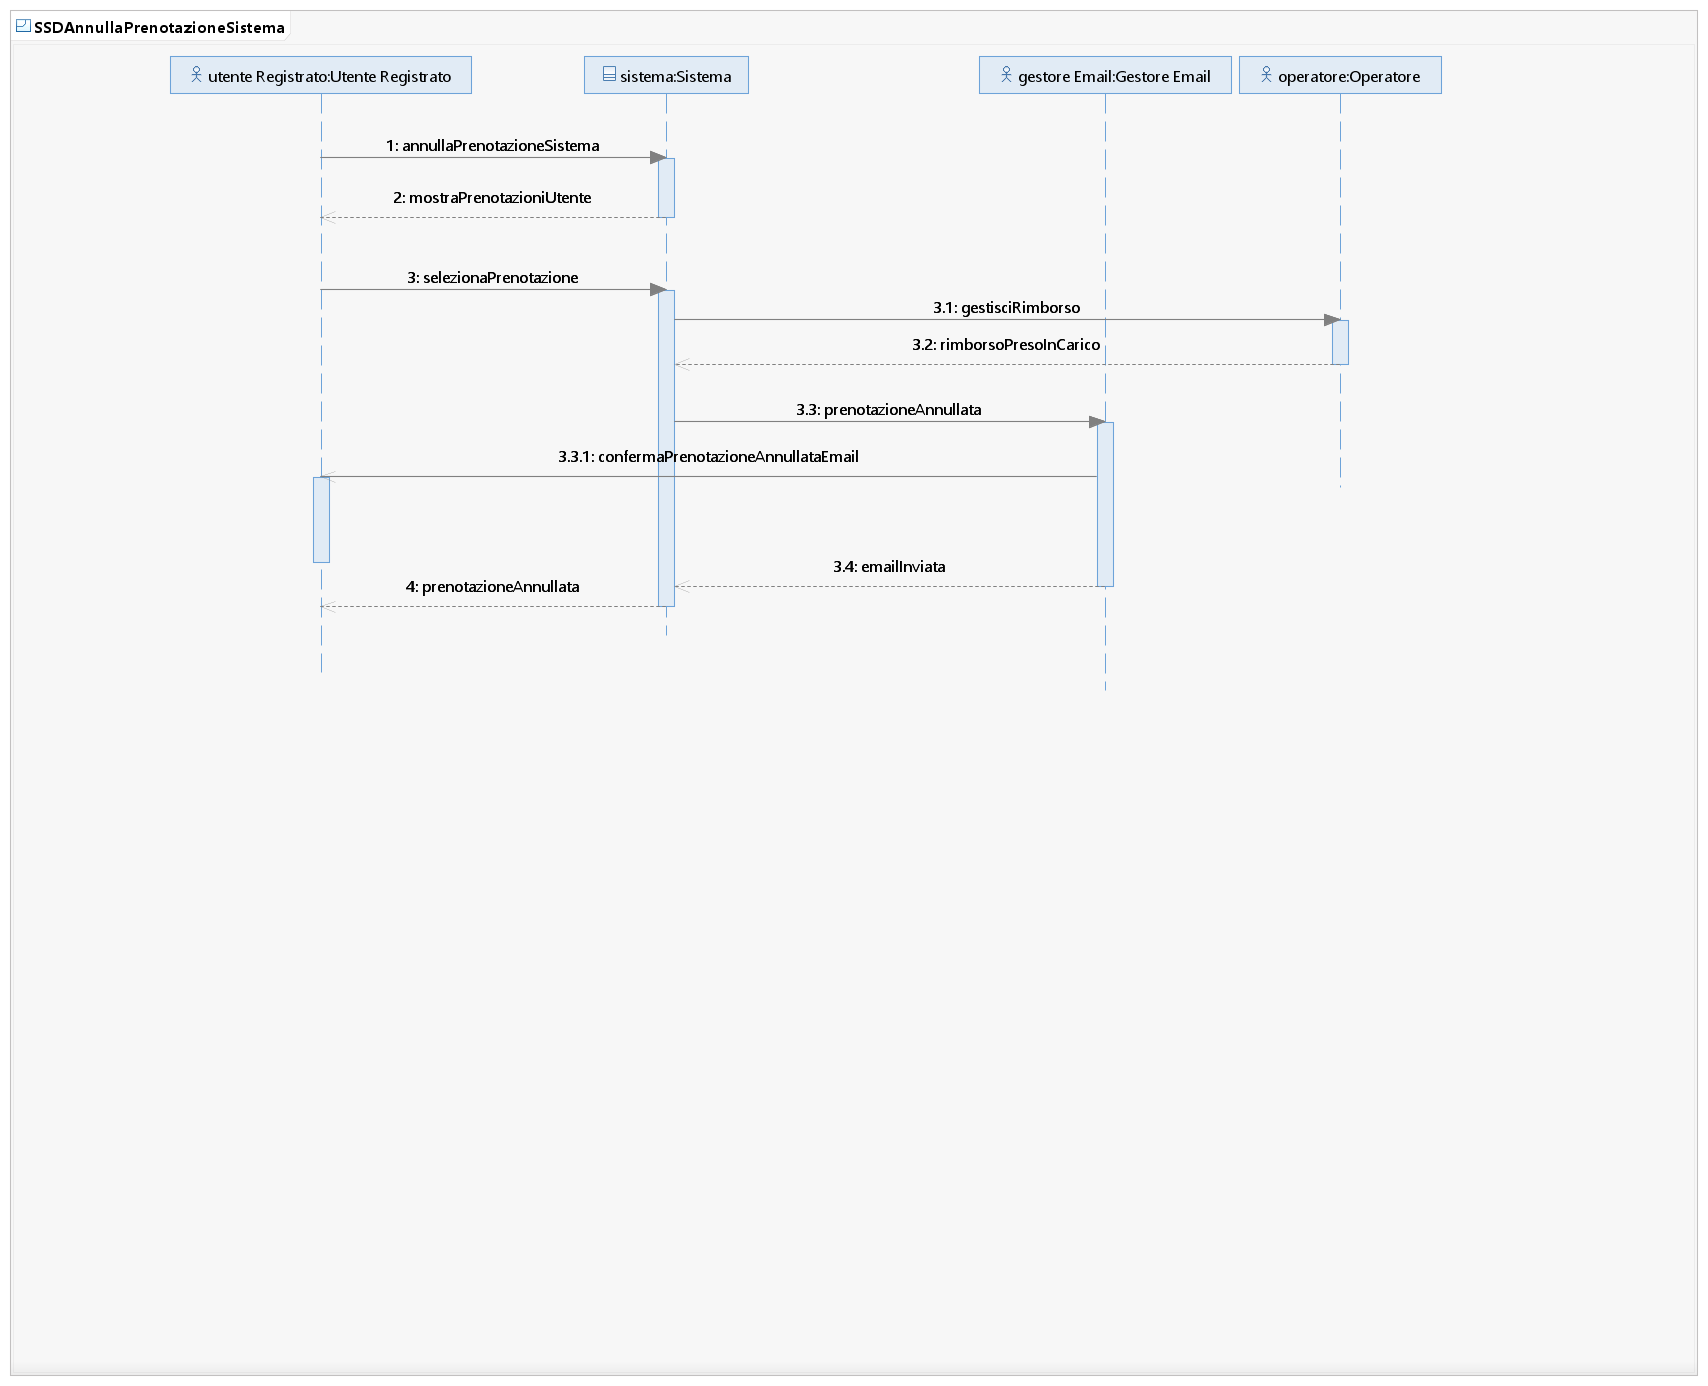 SSDAnnullaPrenotazioneSistema
utente Registrato:Utente Registrato
sistema:Sistema
gestore Email:Gestore Email
operatore:Operatore
1: annullaPrenotazioneSistema
2: mostraPrenotazioniUtente
3: selezionaPrenotazione
3.1: gestisciRimborso
3.2: rimborsoPresoInCarico
3.3: prenotazioneAnnullata
3.3.1: confermaPrenotazioneAnnullataEmail
3.4: emailInviata
4: prenotazioneAnnullata